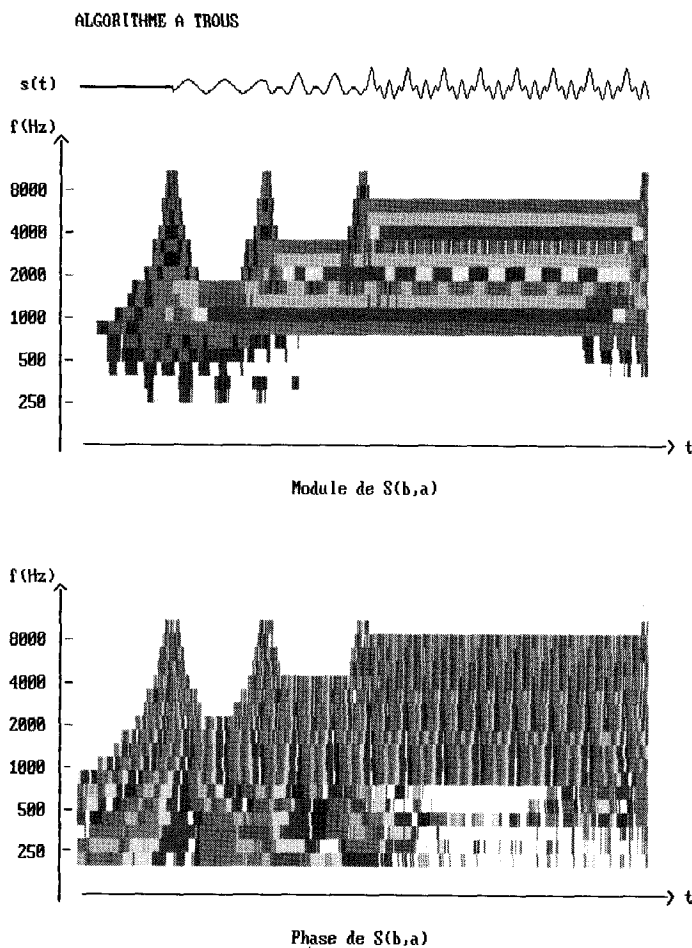 ALGORITHME A TROUS
s(t)
f(Hz)
8000
4000
2000
1000
500
250
t
Module de S(b,a)
f(Hz)
8000
4000
2000
1000
500
250
t
Phase de S(b,a)